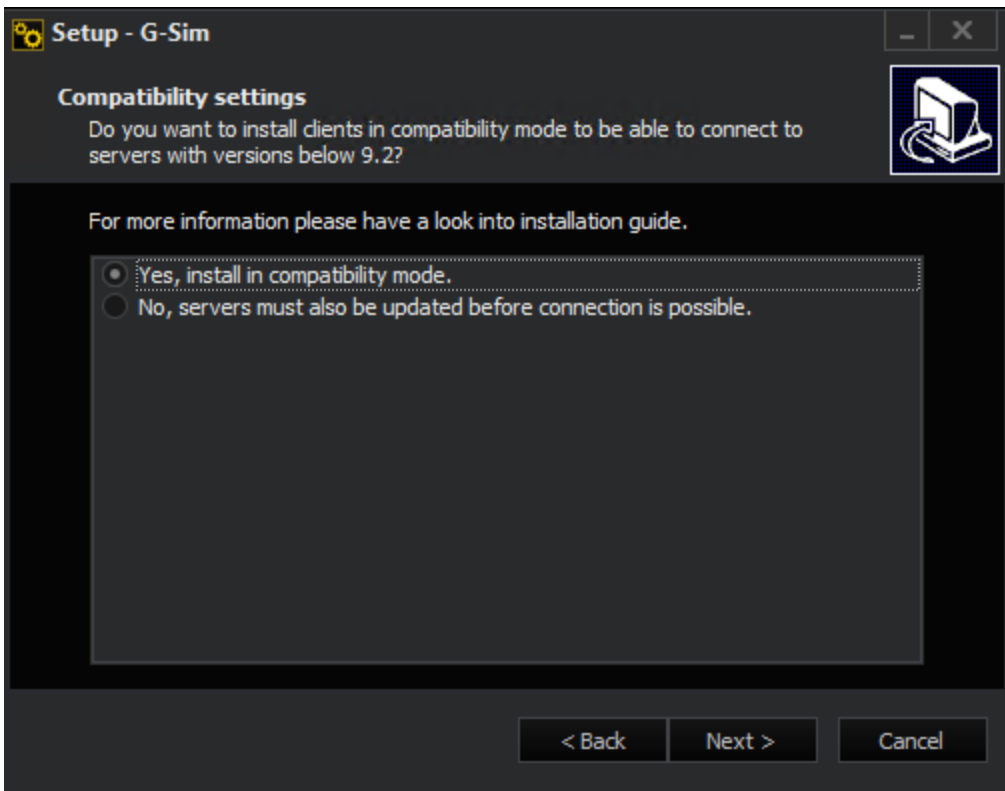 Setup - G-Sim
Compatibility settings
Do you want to install clients in compatibility mode to be able to connect to
servers with versions below 9.2?
For more information please have a look into installation guide.
Yes, install in compatibility mode.
No, servers must also be updated before connection is possible.
< Back Next > Cancel